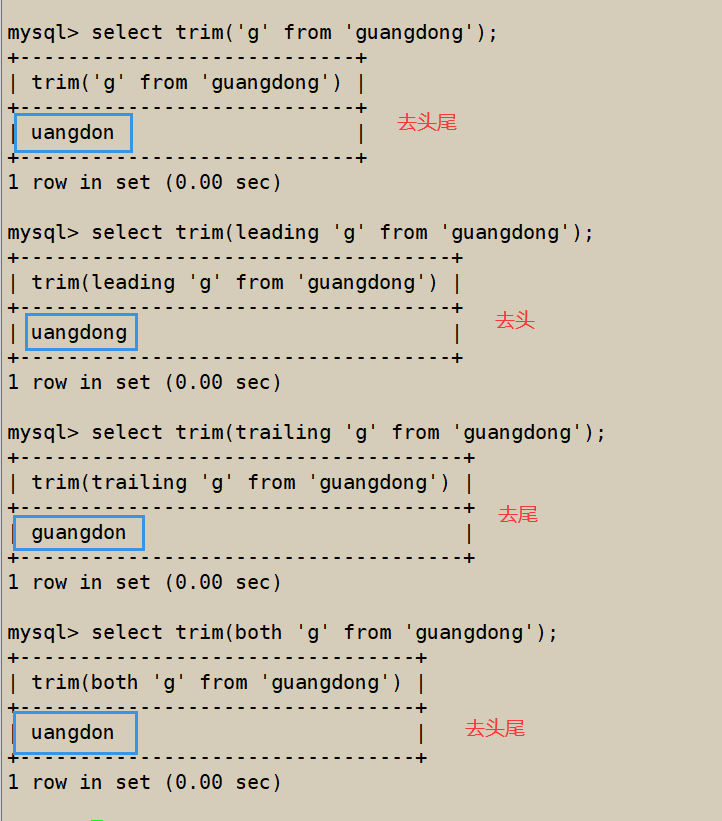 mysql> select trim('g' from 'guangdong');
+----------------------------+
| trim('g' from 'guangdong') |
+----------------------------+
| uangdon                    |
去头尾
+----------------------------+
1 row in set (0.00 sec)
mysql> select trim(leading 'g' from 'guangdong');
+------------------------------------+
| trim(leading 'g' from 'guangdong') |
+------------------------------------+
| uangdong                           |
去头
+------------------------------------+
1 row in set (0.00 sec)
mysql> select trim(trailing 'g' from 'guangdong');
+-------------------------------------+
| trim(trailing 'g' from 'guangdong') |
+-------------------------------------+
| guangdon                            |
去尾
+-------------------------------------+
1 row in set (0.00 sec)
mysql> select trim(both 'g' from 'guangdong');
+---------------------------------+
| trim(both 'g' from 'guangdong') |
+---------------------------------+
| uangdon                         |
去头尾
+---------------------------------+
1 row in set (0.00 sec)